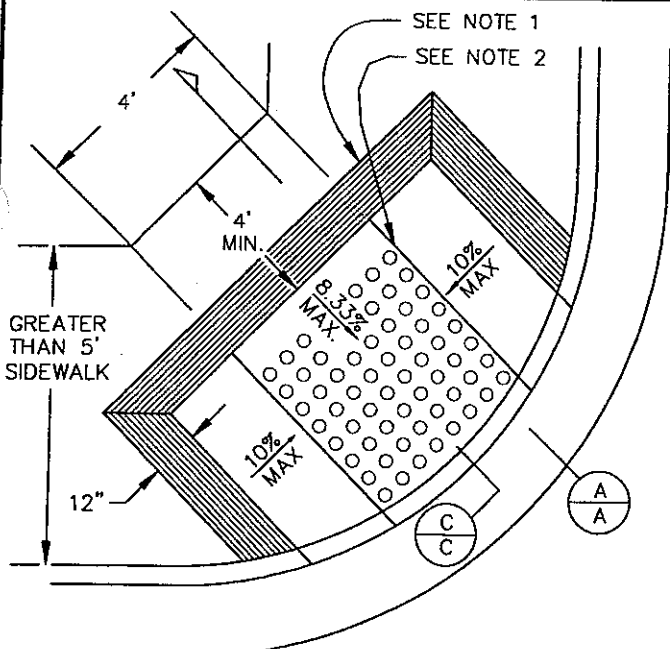 SEE NOTE 1
SEE NOTE 2
4'
4'
MIN.
10%
MAX
8.33%
MAX.
GREATER
THAN 5'
SIDEWALK
10%
MAX
12"
A
A
C
C